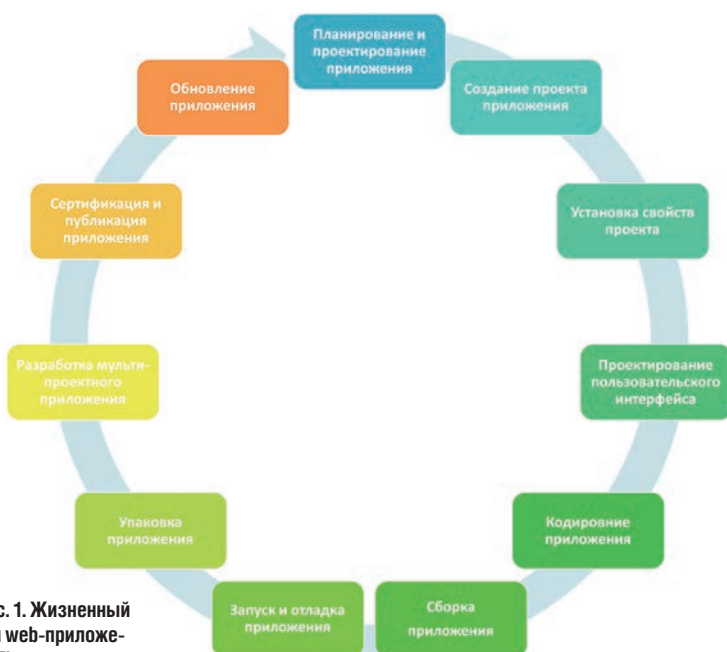 Планирование и
проектирование
приложения
Создание проекта
приложения
Установка свойств
проекта
Проектирование
пользовательского
интерфейса
Кодировние
приложения
Сборка
приложения
Запуск и отладка
приложения
Упаковка
приложения
Разработка мульти-
проектного
приложения
Сертификация и
публикация
приложения
Обновление
приложения
с. 1. Жизненный
web-приложе-